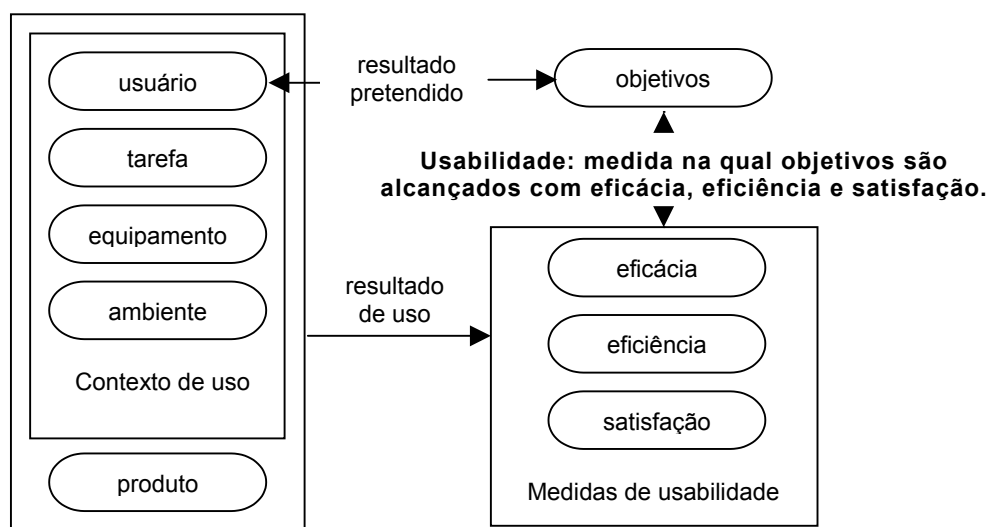 usuário
resultado
pretendido
objetivos
tarefa
Usabilidade: medida na qual objetivos são
alcançados com eficácia, eficiência e satisfação.
equipamento
ambiente
Contexto de uso
produto
resultado
de uso
eficácia
eficiência
satisfação
Medidas de usabilidade